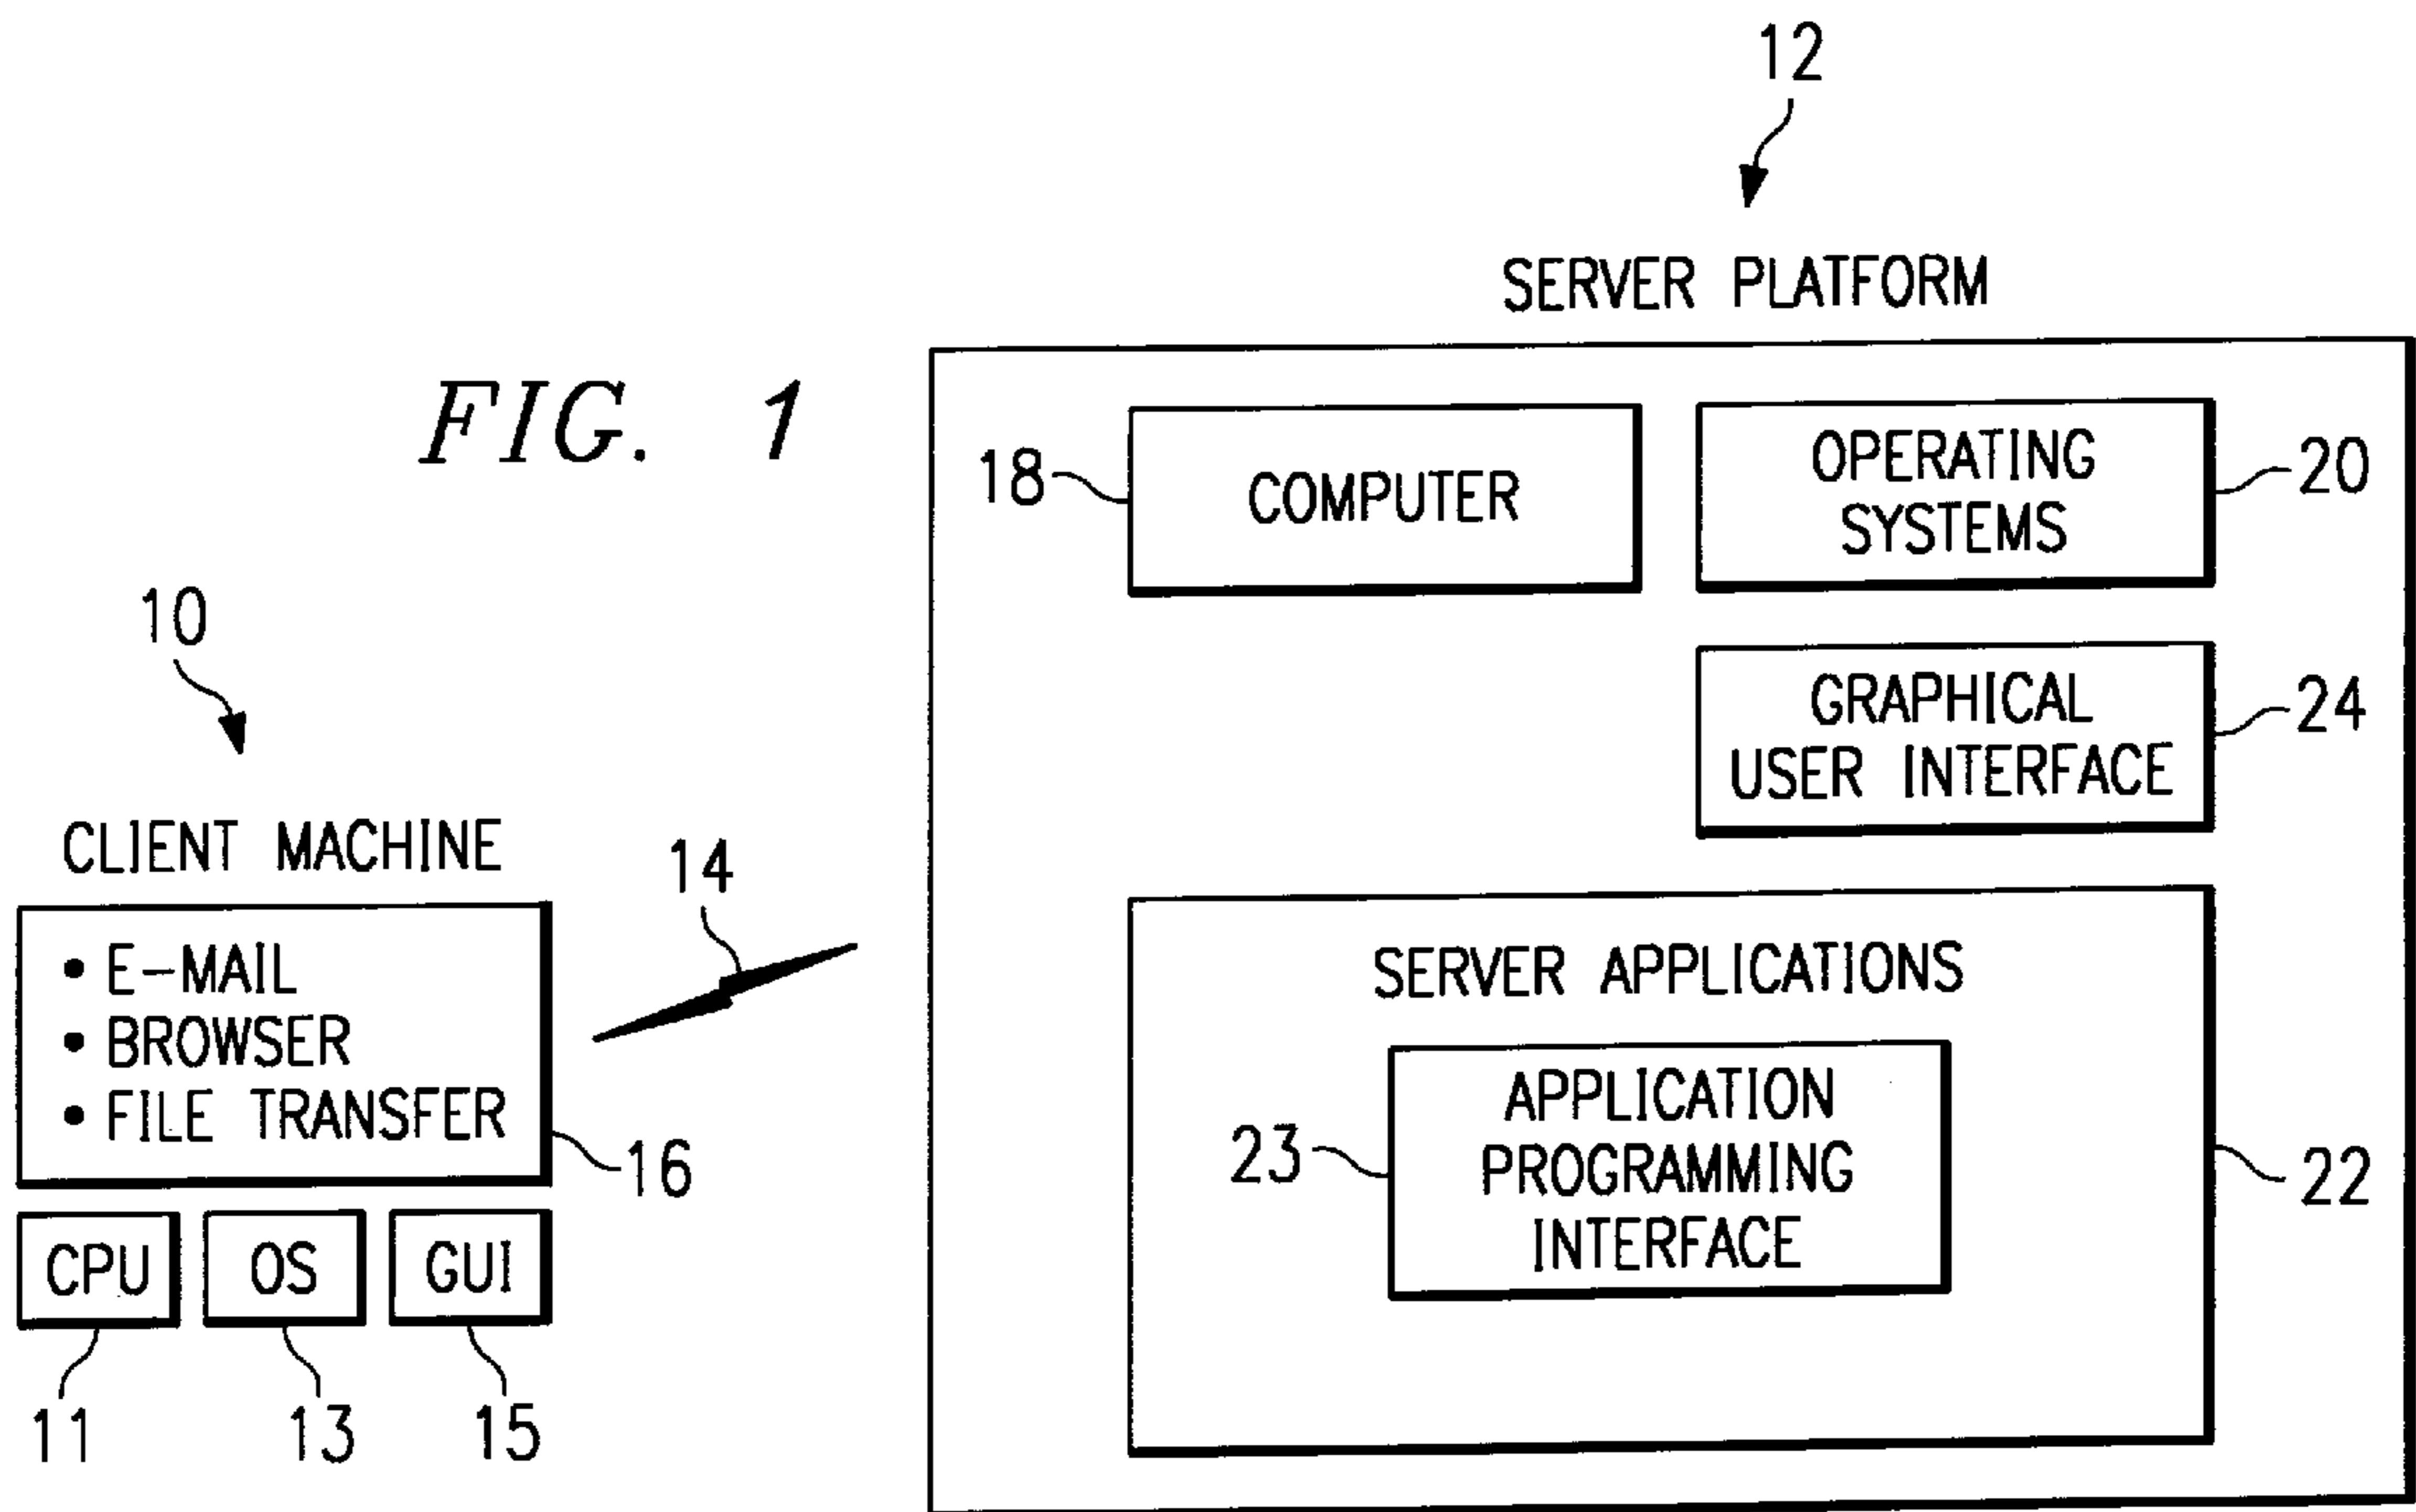 12
SERVER PLATFORM
FIG. 1
18
COMPUTER
OPERATING
SYSTEMS
20
10
GRAPHICAL
USER INTERFACE
24
CLIENT MACHINE
14
• E-MAIL
• BROWSER
• FILE TRANSFER
16
SERVER APPLICATIONS
23
APPLICATION
PROGRAMMING
INTERFACE
22
CPU
OS
GUI
11
13
15